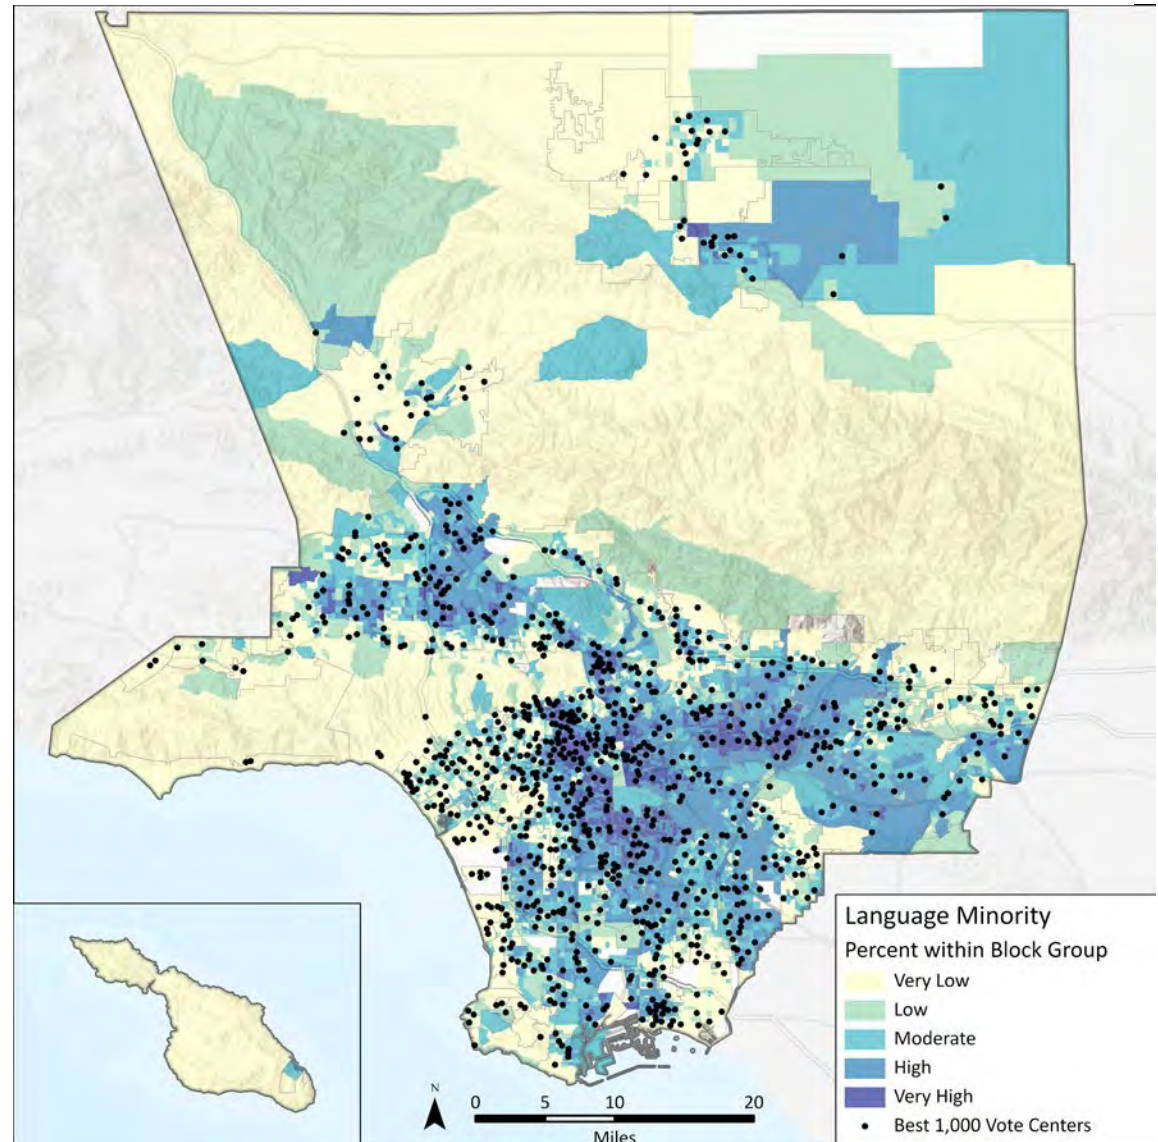 Language Minority
Percent within Block Group
Very Low
Low
Moderate
High
Very High
Best 1,000 Vote Centers
N
0 5 10 20
Miles